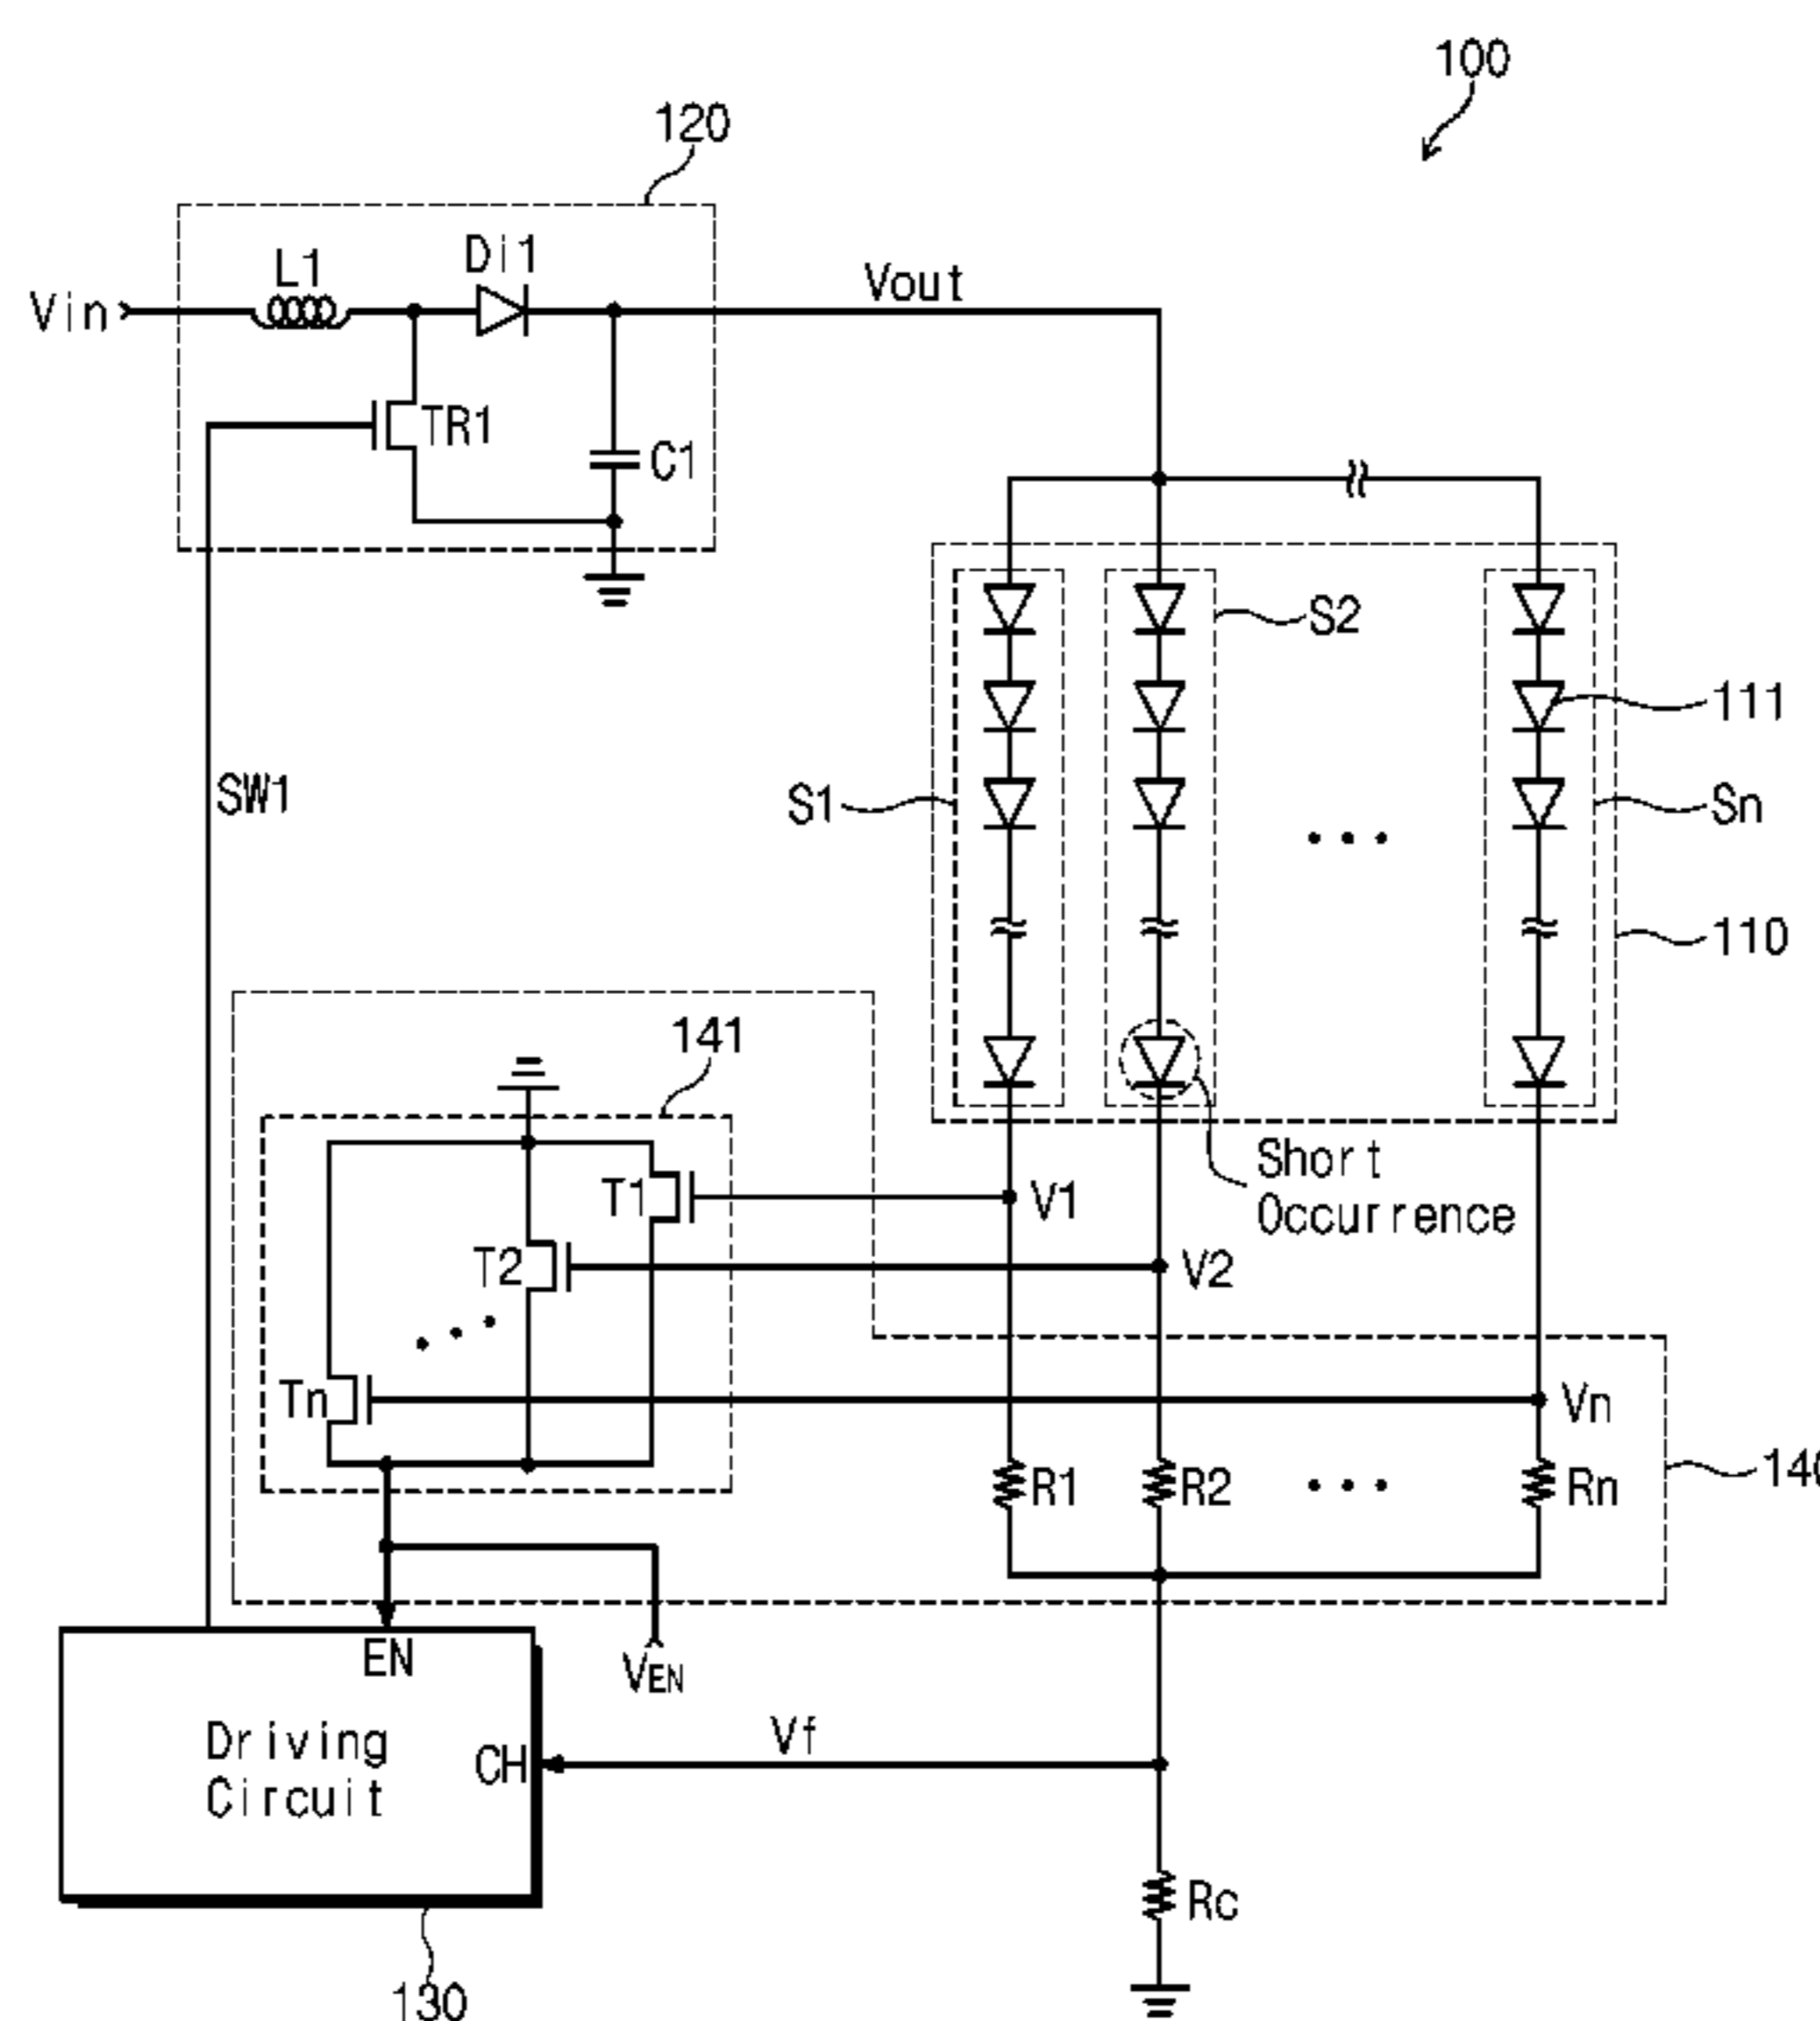 100
120
L1
Di1
Vin
Vout
TR1
C1
S2
111
SW1
S1
Sn
110
141
Short
Occurrence
T1
V1
T2
V2
Tn
Vn
R1
R2
Rn
EN
VEN
Driving
Circuit
CH
Vf
Rc
130